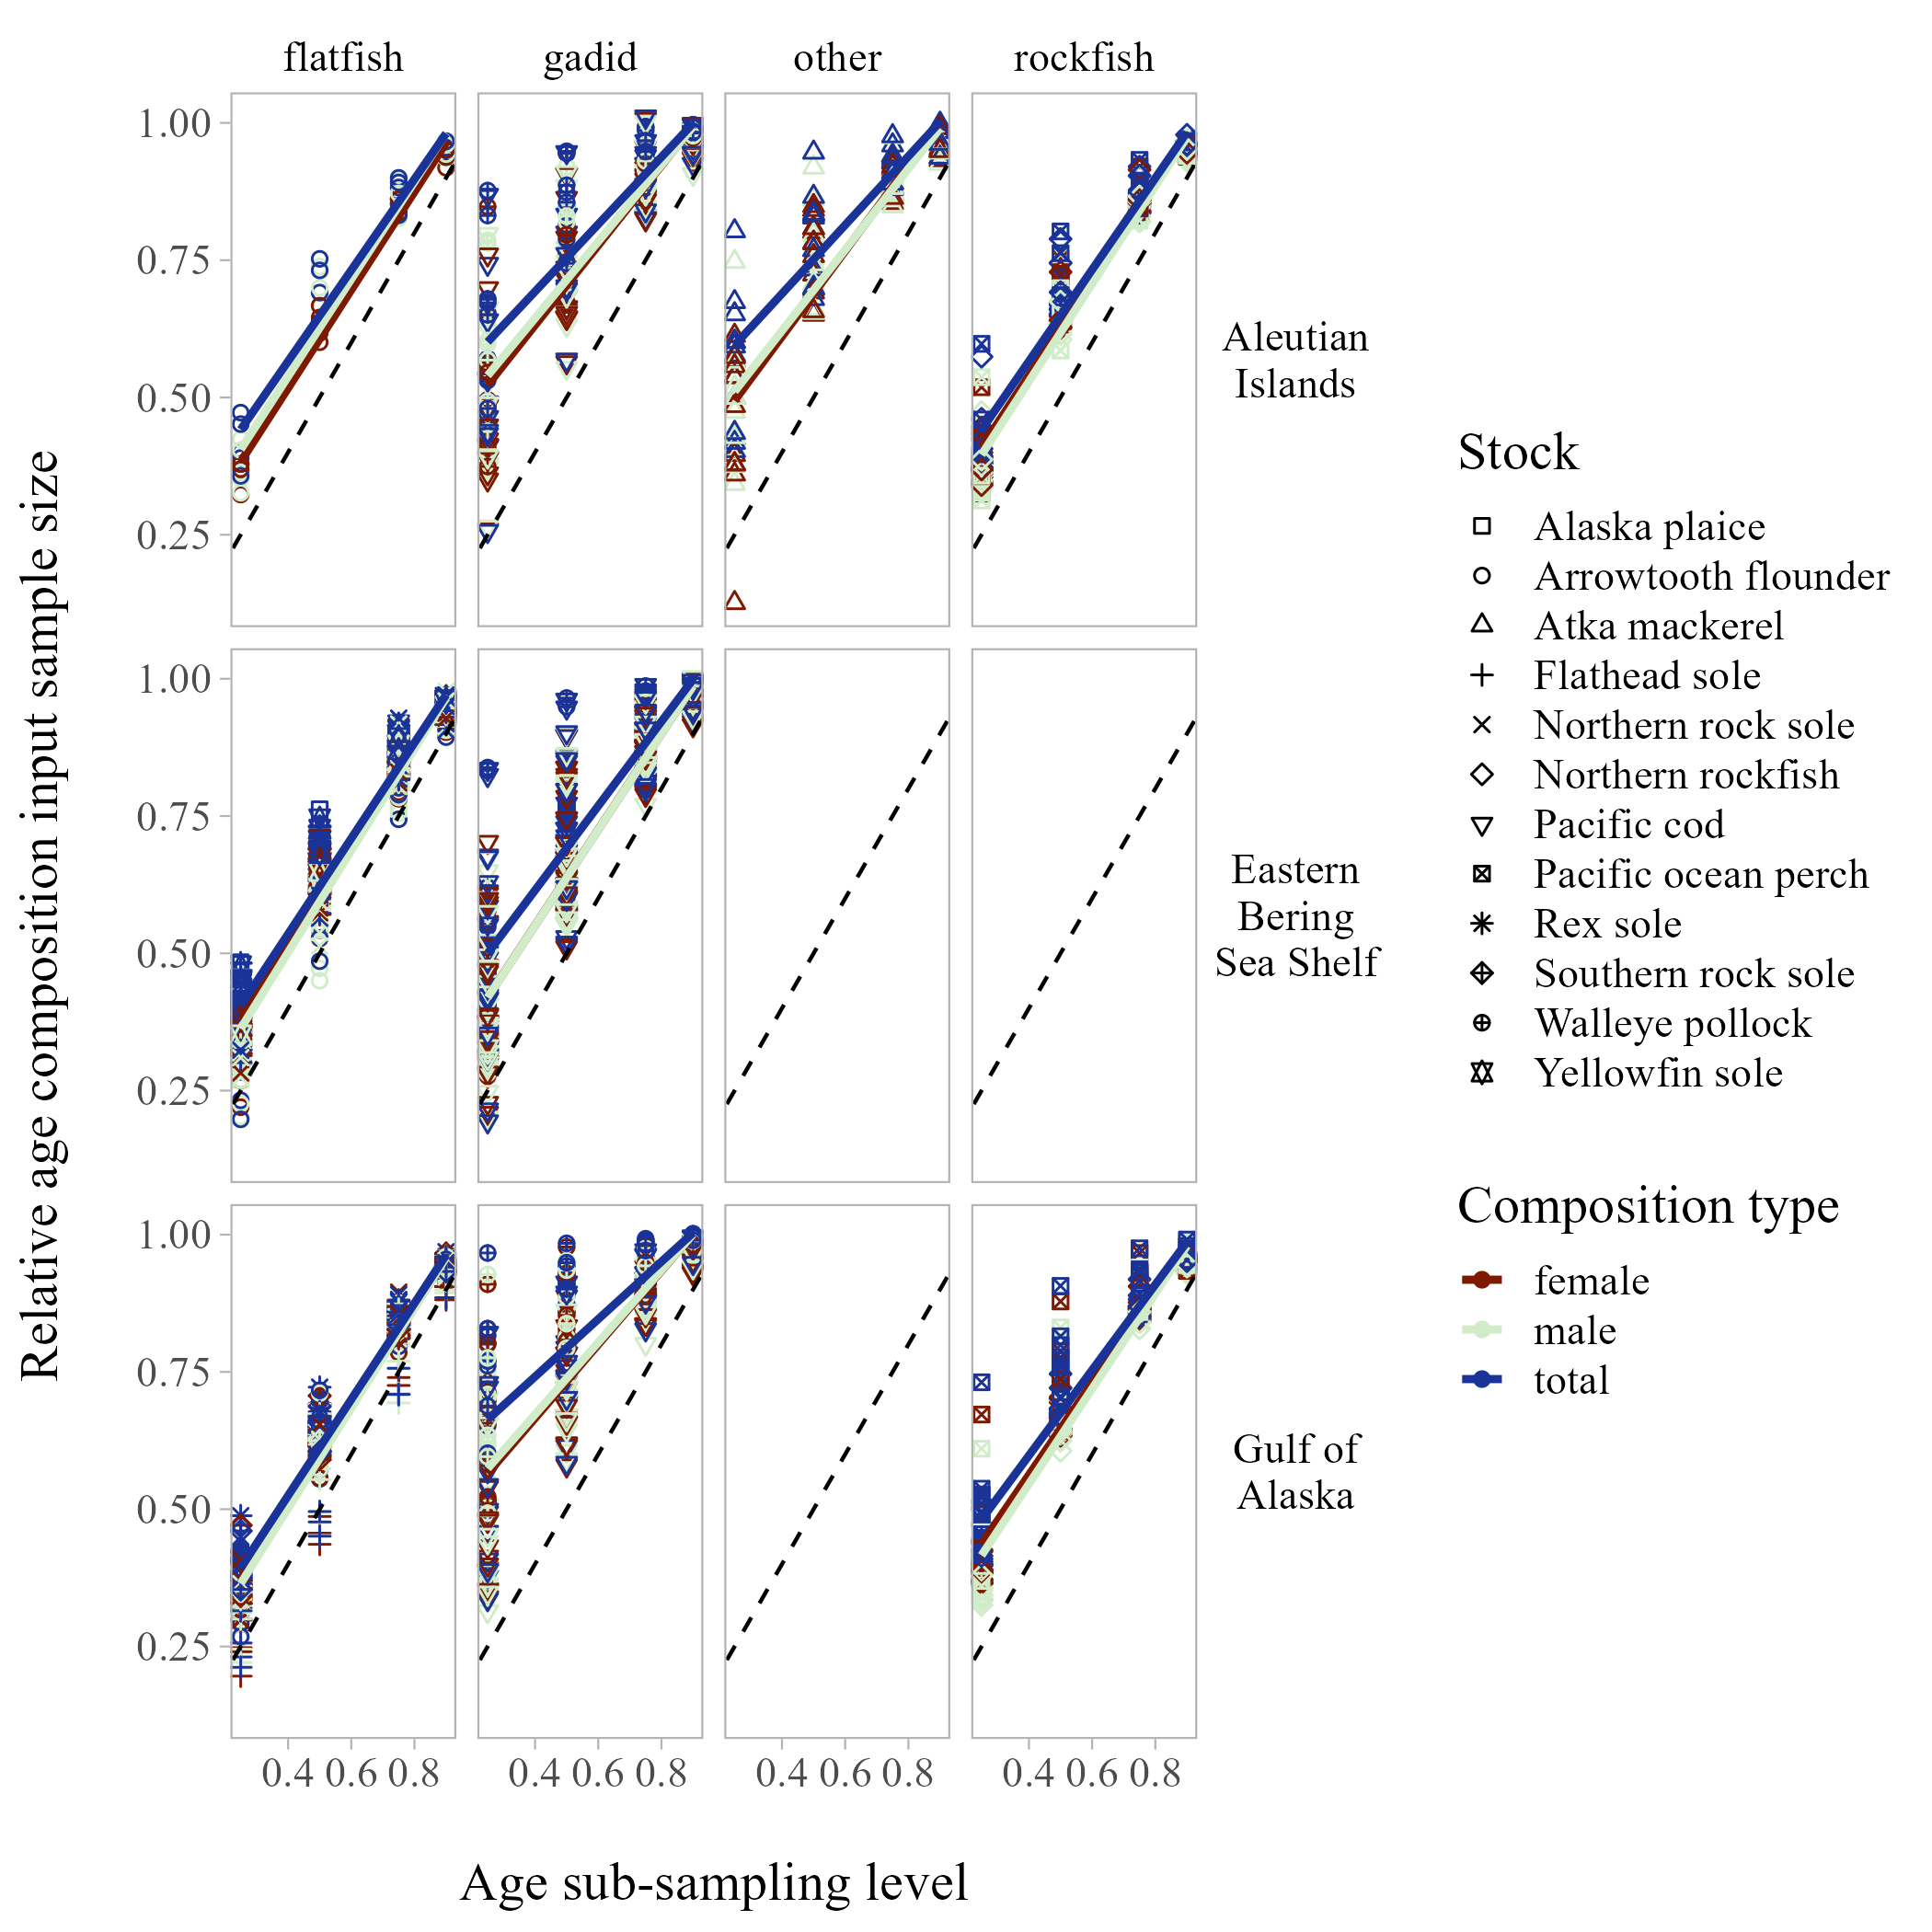 flatfish gadid other rockfish
Relative age composition input sample size
1.00
0.75
0.50
0.25
Aleutian
Islands
1.00
0.75
0.50
0.25
Eastern
Bering
Sea Shelf
1.00
0.75
0.50
0.25
Gulf of
Alaska
0.4 0.6 0.8 0.4 0.6 0.8 0.4 0.6 0.8 0.4 0.6 0.8
Age sub-sampling level
Stock
Alaska plaice
Arrowtooth flounder
Atka mackerel
Flathead sole
Northern rock sole
Northern rockfish
Pacific cod
Pacific ocean perch
Rex sole
Southern rock sole
Walleye pollock
Yellowfin sole
Composition type
female
male
total